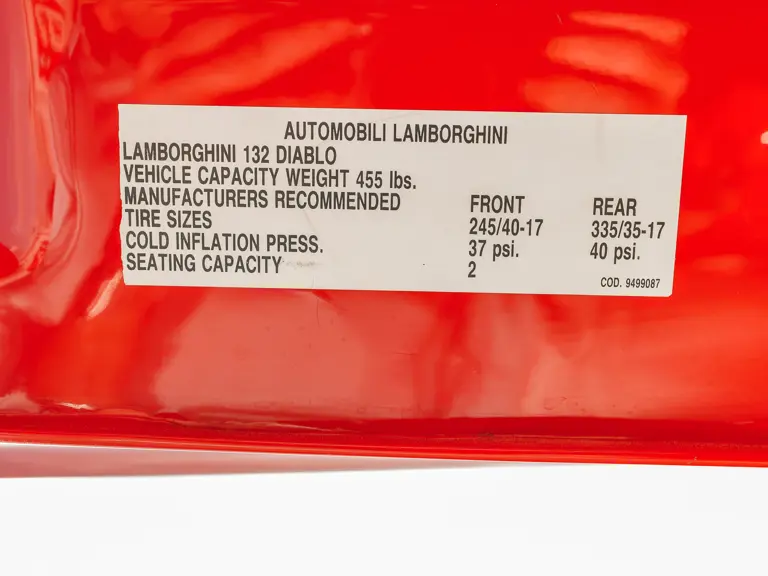 AUTOMOBILI LAMBORGHINI
LAMBORGHINI 132 DIABLO
VEHICLE CAPACITY WEIGHT 455 lbs.
MANUFACTURERS RECOMMENDED FRONT REAR
TIRE SIZES 245/40-17 335/35-17
COLD INFLATION PRESS. 37 psi. 40 psi.
SEATING CAPACITY 2
COD. 9499087